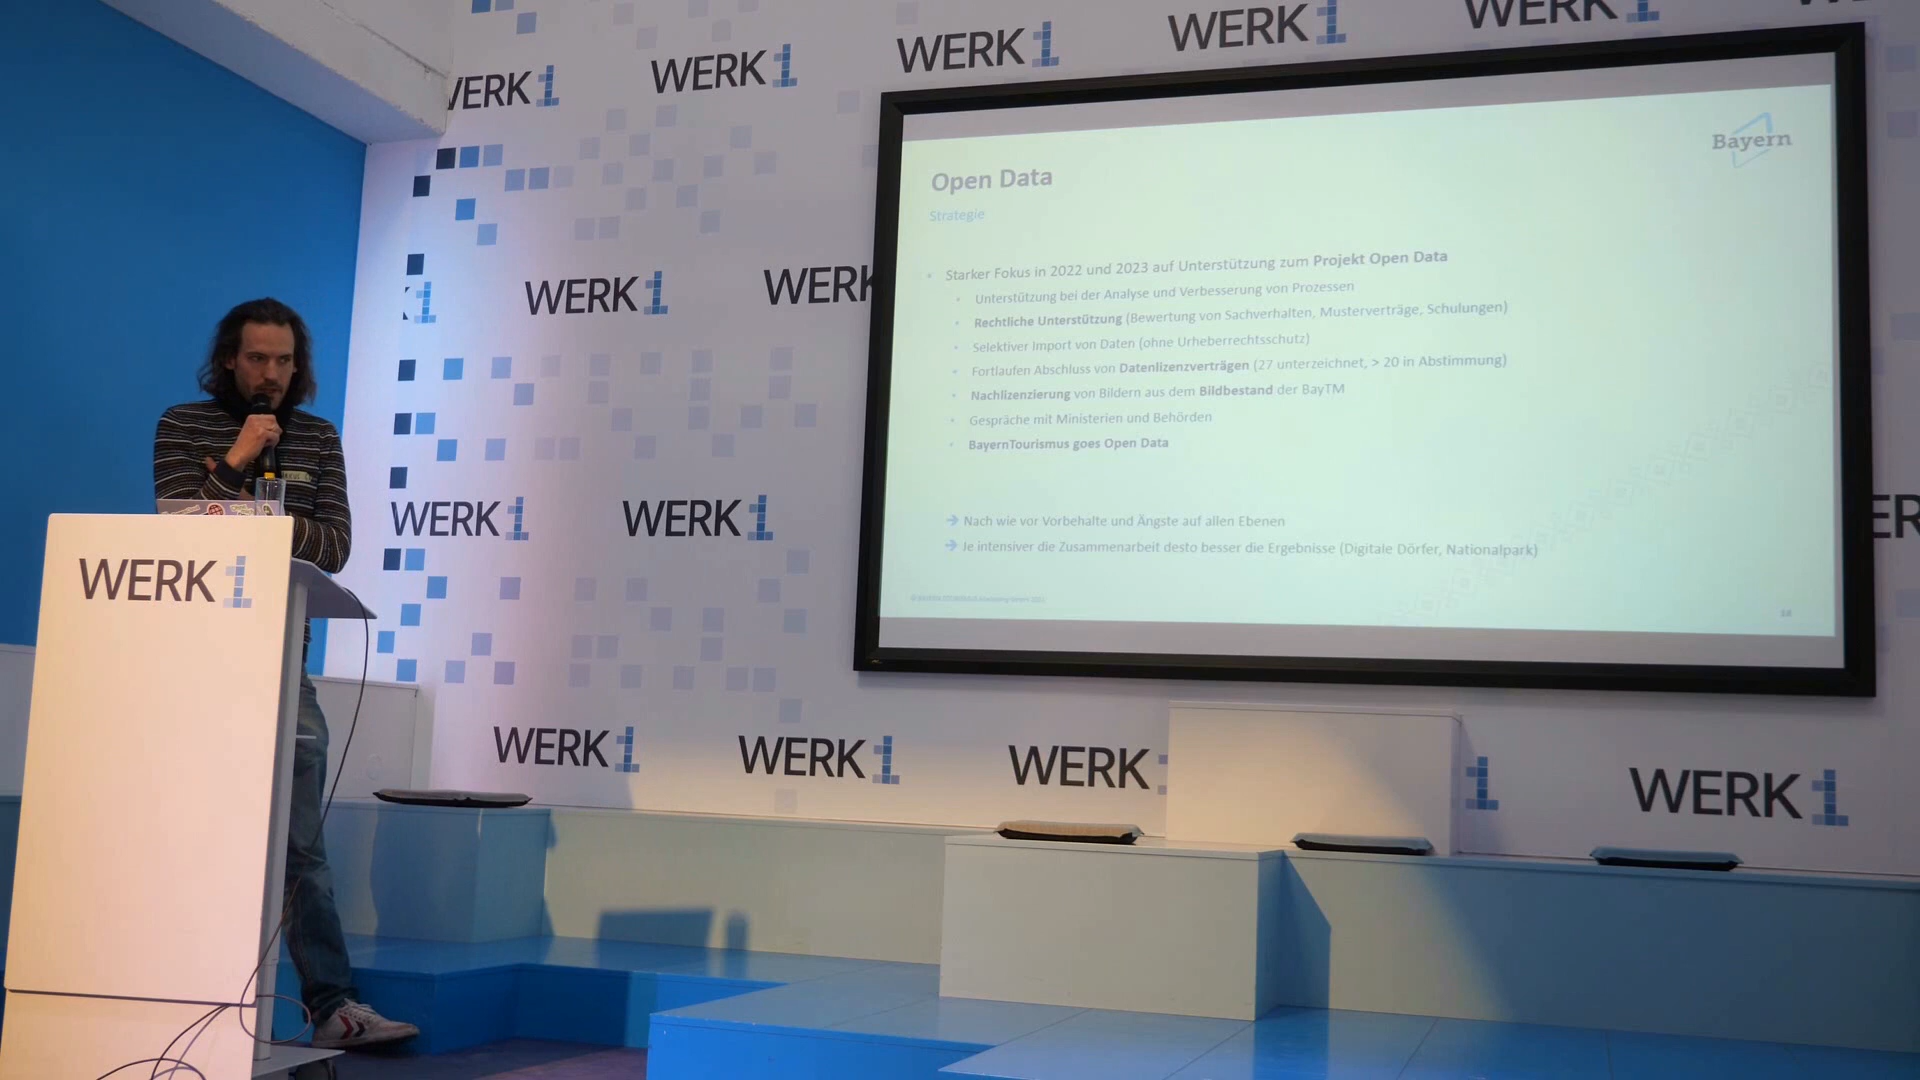 WERK1
WERK1
WERK1
WERK1
WERK
WERK1
WERK
WERK1
WERK1
ER
WERK1
WERK1
WERK
1
WERK1
WERK1
Bayern
Open Data
Strategie
• Starker Fokus in 2022 und 2023 auf Unterstützung zum Projekt Open Data
• Unterstützung bei der Analyse und Verbesserung von Prozessen
• Rechtliche Unterstützung (Bewertung von Sachverhalten, Musterverträge, Schulungen)
• Selektiver Import von Daten (ohne Urheberrechtsschutz)
• Fortlaufen Abschluss von Datenlizenzverträgen (27 unterzeichnet, > 20 in Abstimmung)
• Nachlizenzierung von Bildern aus dem Bildbestand der BayTM
• Gespräche mit Ministerien und Behörden
• BayernTourismus goes Open Data
→ Nach wie vor Vorbehalte und Ängste auf allen Ebenen
→ Je intensiver die Zusammenarbeit desto besser die Ergebnisse (Digitale Dörfer, Nationalpark)
WERK1